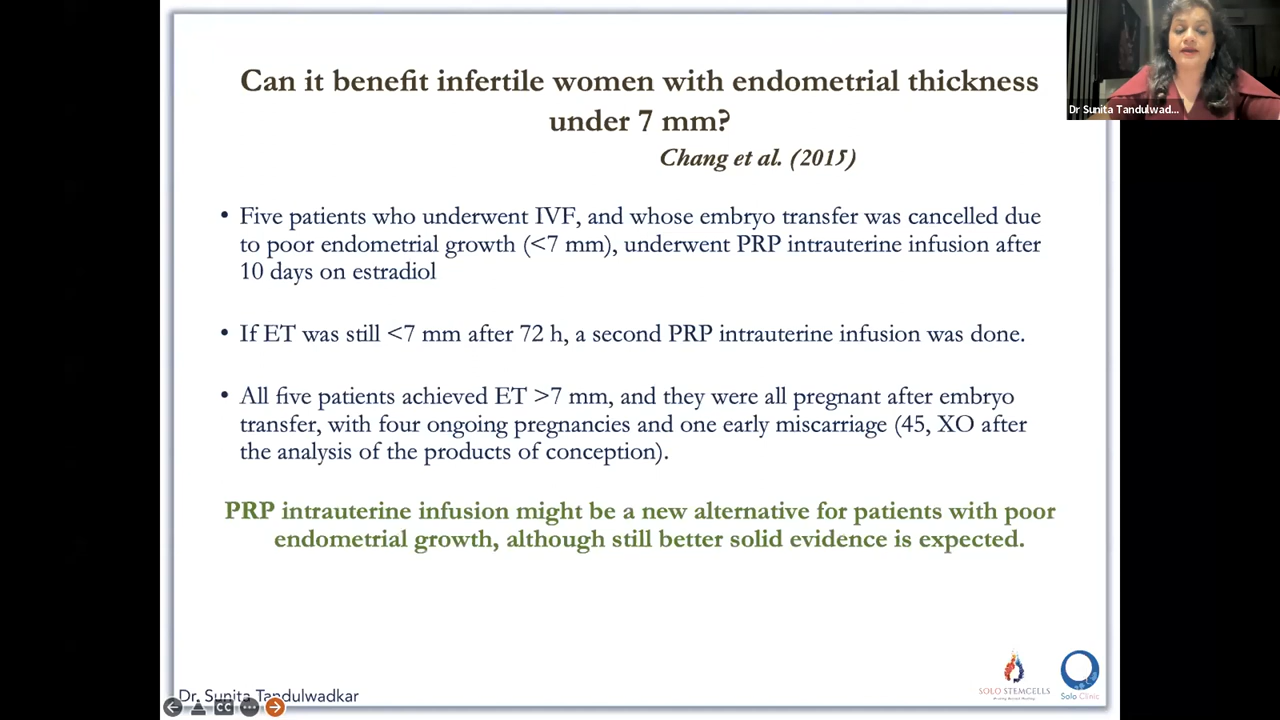 Can it benefit infertile women with endometrial thickness
under 7 mm?
Chang et al. (2015)
• Five patients who underwent IVF, and whose embryo transfer was cancelled due
to poor endometrial growth (<7 mm), underwent PRP intrauterine infusion after
10 days on estradiol
• If ET was still <7 mm after 72 h, a second PRP intrauterine infusion was done.
• All five patients achieved ET >7 mm, and they were all pregnant after embryo
transfer, with four ongoing pregnancies and one early miscarriage (45, XO after
the analysis of the products of conception).
PRP intrauterine infusion might be a new alternative for patients with poor
endometrial growth, although still better solid evidence is expected.
Dr Sunita Tandulwad...
Dr. Sunita Tandulwadkar
CC
SOLO STEMCELLS
Solo Clinic